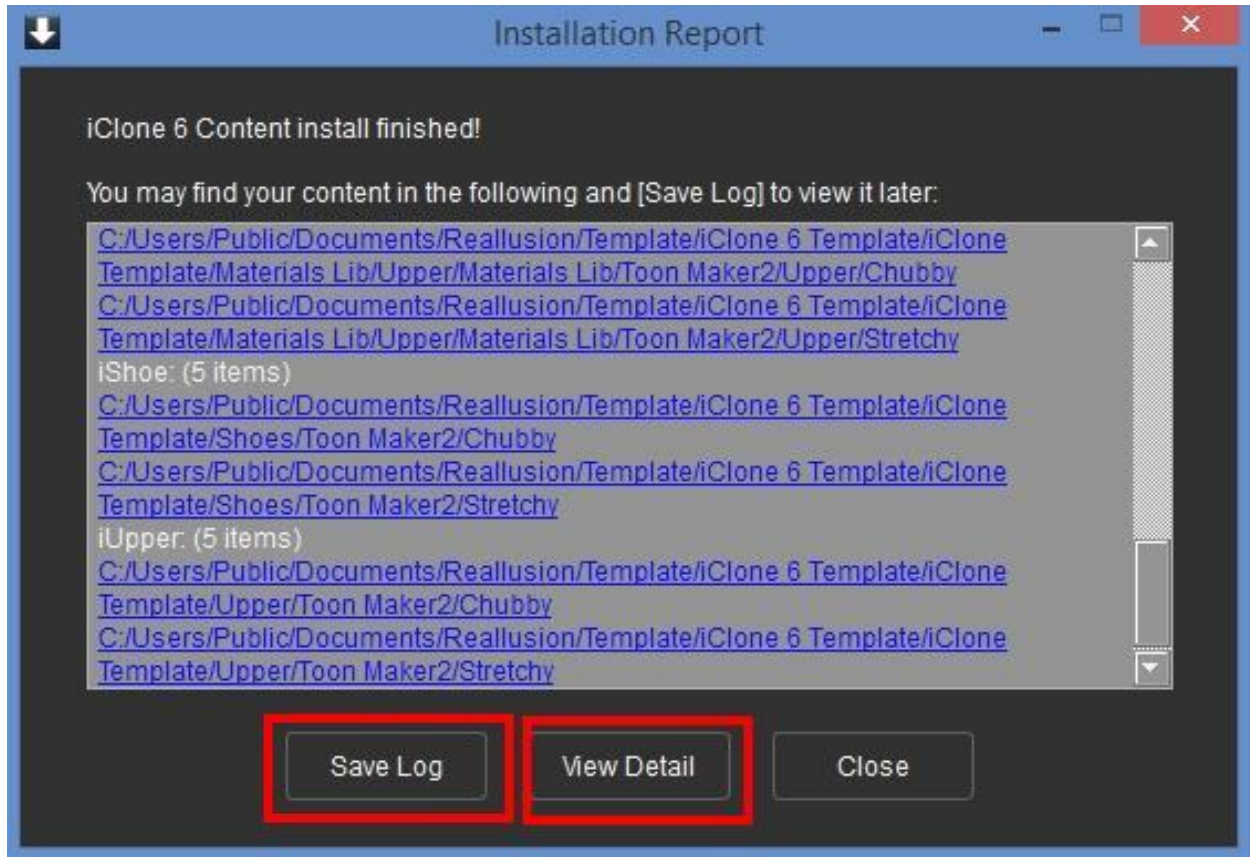 Installation Report
iClone 6 Content install finished!
You may find your content in the following and [Save Log] to view it later:
C:/Users/Public/Documents/Reallusion/Template/iClone 6 Template/iClone
Template/Materials Lib/Upper/Materials Lib/Toon Maker2/Upper/Chubby
C:/Users/Public/Documents/Reallusion/Template/iClone 6 Template/iClone
Template/Materials Lib/Upper/Materials Lib/Toon Maker2/Upper/Stretchy
iShoe: (5 items)
C:/Users/Public/Documents/Reallusion/Template/iClone 6 Template/iClone
Template/Shoes/Toon Maker2/Chubby
C:/Users/Public/Documents/Reallusion/Template/iClone 6 Template/iClone
Template/Shoes/Toon Maker2/Stretchy
iUpper: (5 items)
C:/Users/Public/Documents/Reallusion/Template/iClone 6 Template/iClone
Template/Upper/Toon Maker2/Chubby
C:/Users/Public/Documents/Reallusion/Template/iClone 6 Template/iClone
Template/Upper/Toon Maker2/Stretchy
Save Log View Detail Close